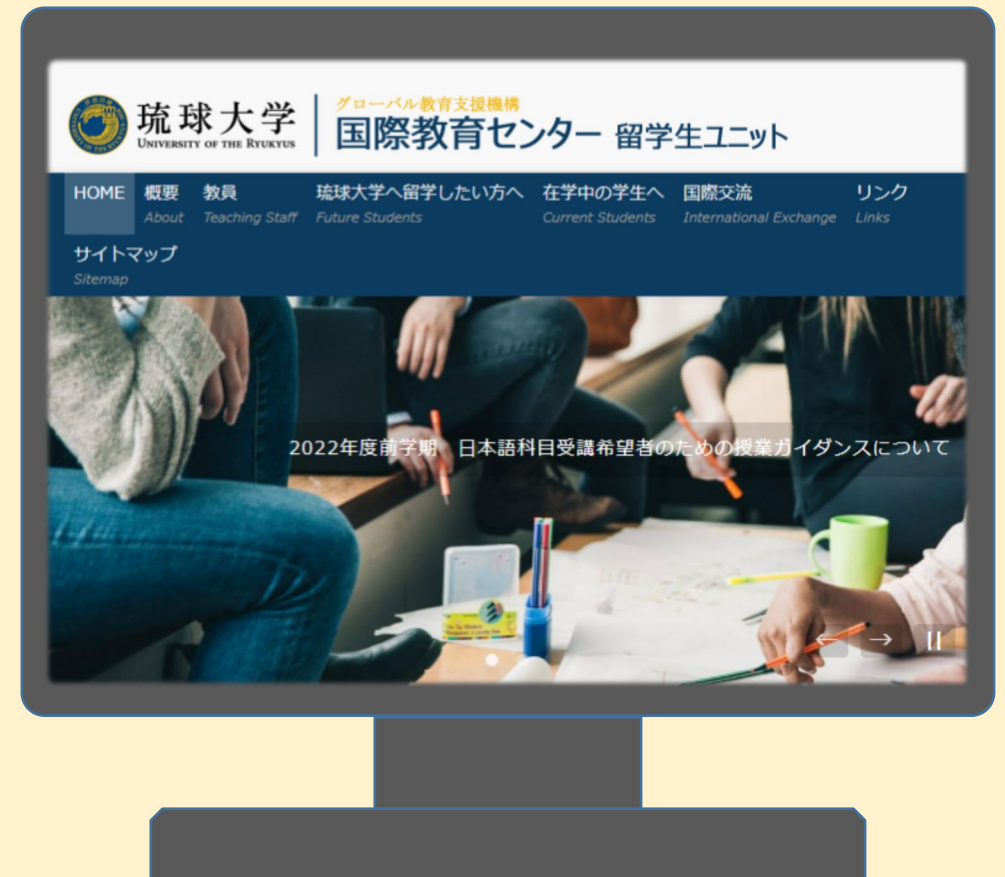 グローバル教育支援機構
琉球大学
UNIVERSITY OF THE RYUKYUS
国際教育センター 留学生ユニット
HOME 概要 教員 琉球大学へ留学したい方へ 在学中の学生へ 国際交流 リンク
About Teaching Staff Future Students Current Students International Exchange Links
サイトマップ
Sitemap
2022年度前学期 日本語科目受講希望者のための授業ガイダンスについて